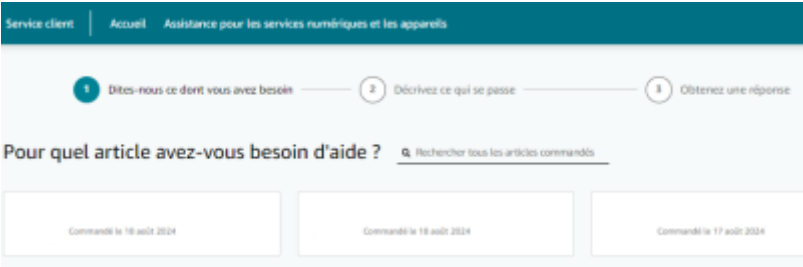 Service client Accueil Assistance pour les services numériques et les appareils
1 Dites-nous ce dont vous avez besoin 2 Décrivez ce qui se passe 3 Obtenez une réponse
Pour quel article avez-vous besoin d'aide ? Rechercher tous les articles commandés
Commandé le 18 août 2024 Commandé le 18 août 2024 Commandé le 17 août 2024